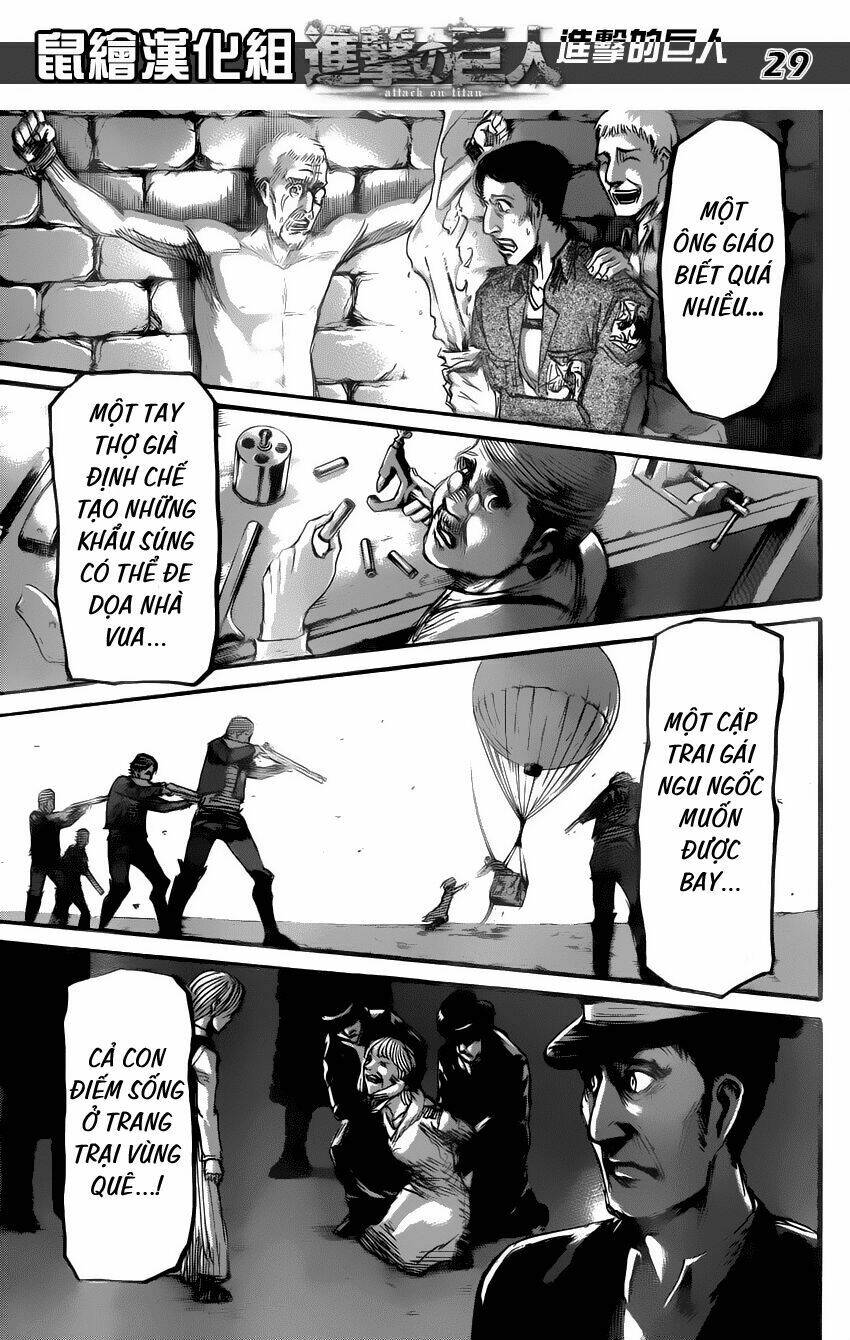 鼠繪漢化組
進撃の巨人
attack on titan
進擊的巨人
29
MỘT
ÔNG GIÁO
BIẾT QUÁ
NHIỀU...
MỘT TAY
THỢ GIÀ
ĐỊNH CHẾ
TẠO NHỮNG
KHẨU SÚNG
CÓ THỂ ĐE
DỌA NHÀ
VUA...
MỘT CẶP
TRAI GÁI
NGU NGỐC
MUỐN
ĐƯỢC
BAY...
CẢ CON
ĐIẾM SỐNG
Ở TRANG
TRẠI VÙNG
QUÊ...!